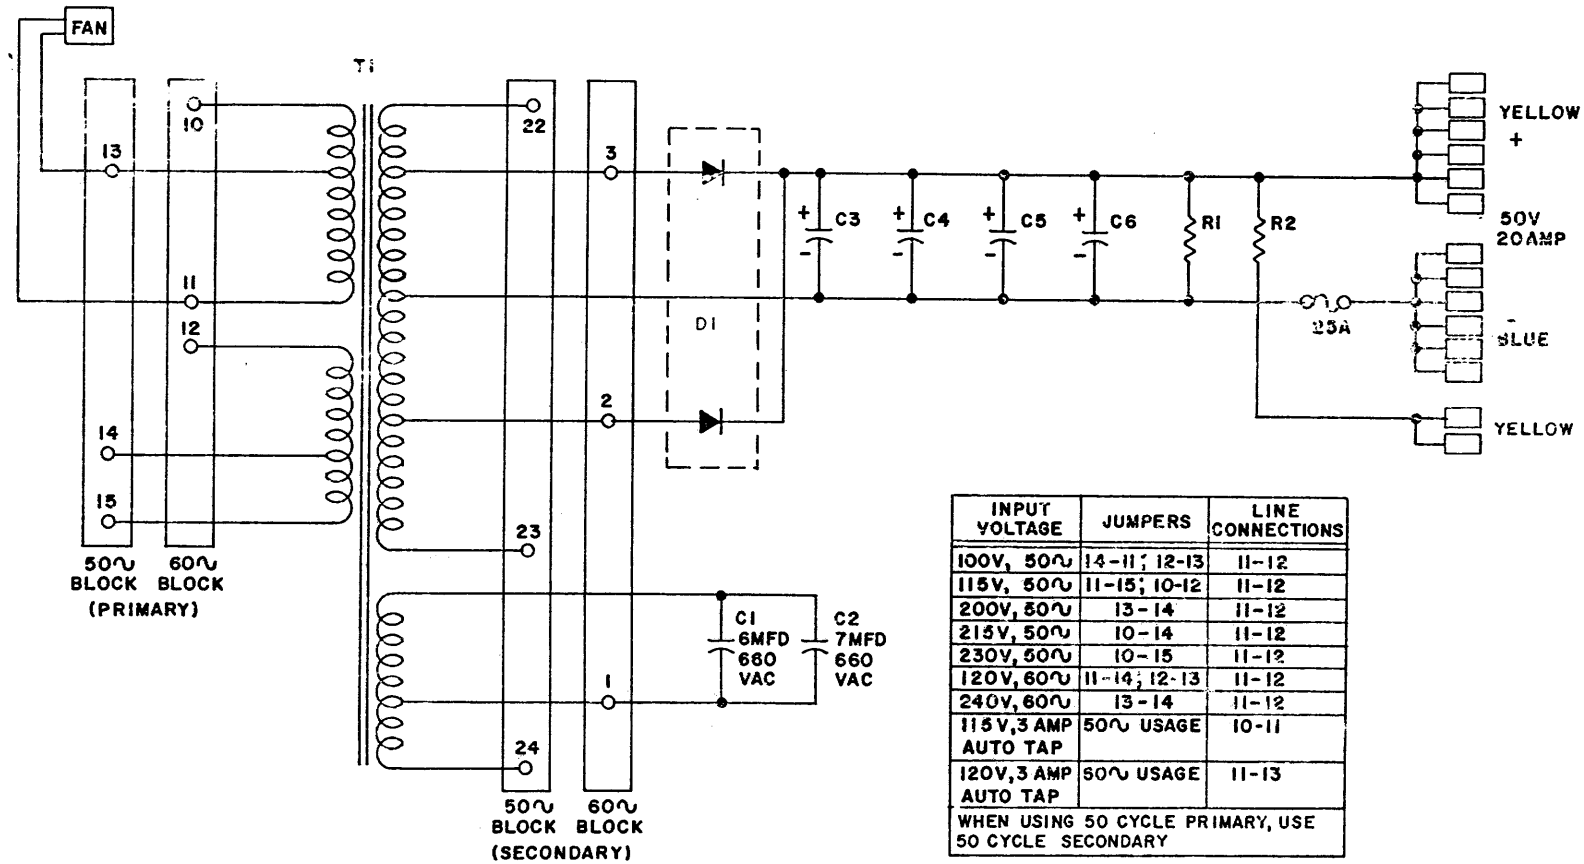 FAN
T1
10
13
11
12
14
15
50∿ BLOCK
60∿ BLOCK
(PRIMARY)
22
3
2
23
1
24
50∿ BLOCK
60∿ BLOCK
(SECONDARY)
D1
+ C3 -
+ C4 -
+ C5 -
+ C6 -
R1
R2
25A
YELLOW
+
50V
20AMP
-
BLUE
YELLOW
C1
6MFD
660
VAC
C2
7MFD
660
VAC
INPUT VOLTAGE JUMPERS LINE CONNECTIONS
100V, 50∿ 14-11; 12-13 11-12
115V, 50∿ 11-15; 10-12 11-12
200V, 50∿ 13-14 11-12
215V, 50∿ 10-14 11-12
230V, 50∿ 10-15 11-12
120V, 60∿ 11-14; 12-13 11-12
240V, 60∿ 13-14 11-12
115V, 3 AMP 50∿ USAGE 10-11
AUTO TAP
120V, 3 AMP USAGE 11-13
AUTO TAP
WHEN USING 50 CYCLE PRIMARY, USE
50 CYCLE SECONDARY